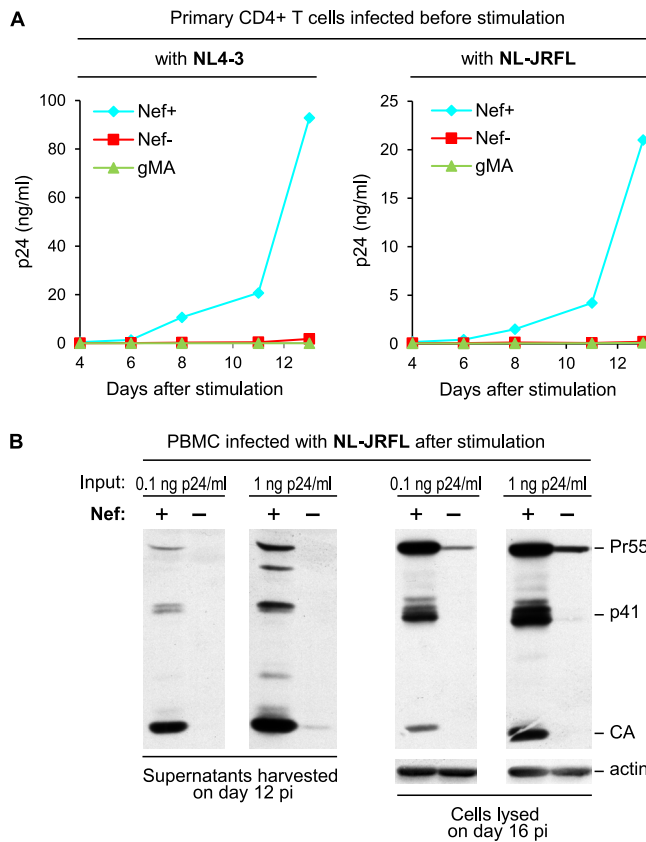 A
Primary CD4+ T cells infected before stimulation
with NL4-3
with NL-JRFL
Nef+
Nef-
gMA
p24 (ng/ml)
100
80
60
40
20
0
4 6 8 10 12
Days after stimulation
Nef+
Nef-
gMA
p24 (ng/ml)
25
20
15
10
5
0
4 6 8 10 12
Days after stimulation
B
PBMC infected with NL-JRFL after stimulation
Input: 0.1 ng p24/ml 1 ng p24/ml 0.1 ng p24/ml 1 ng p24/ml
Nef: + – + – + – + –
– Pr55
– p41
– CA
– actin
Supernatants harvested
on day 12 pi
Cells lysed
on day 16 pi